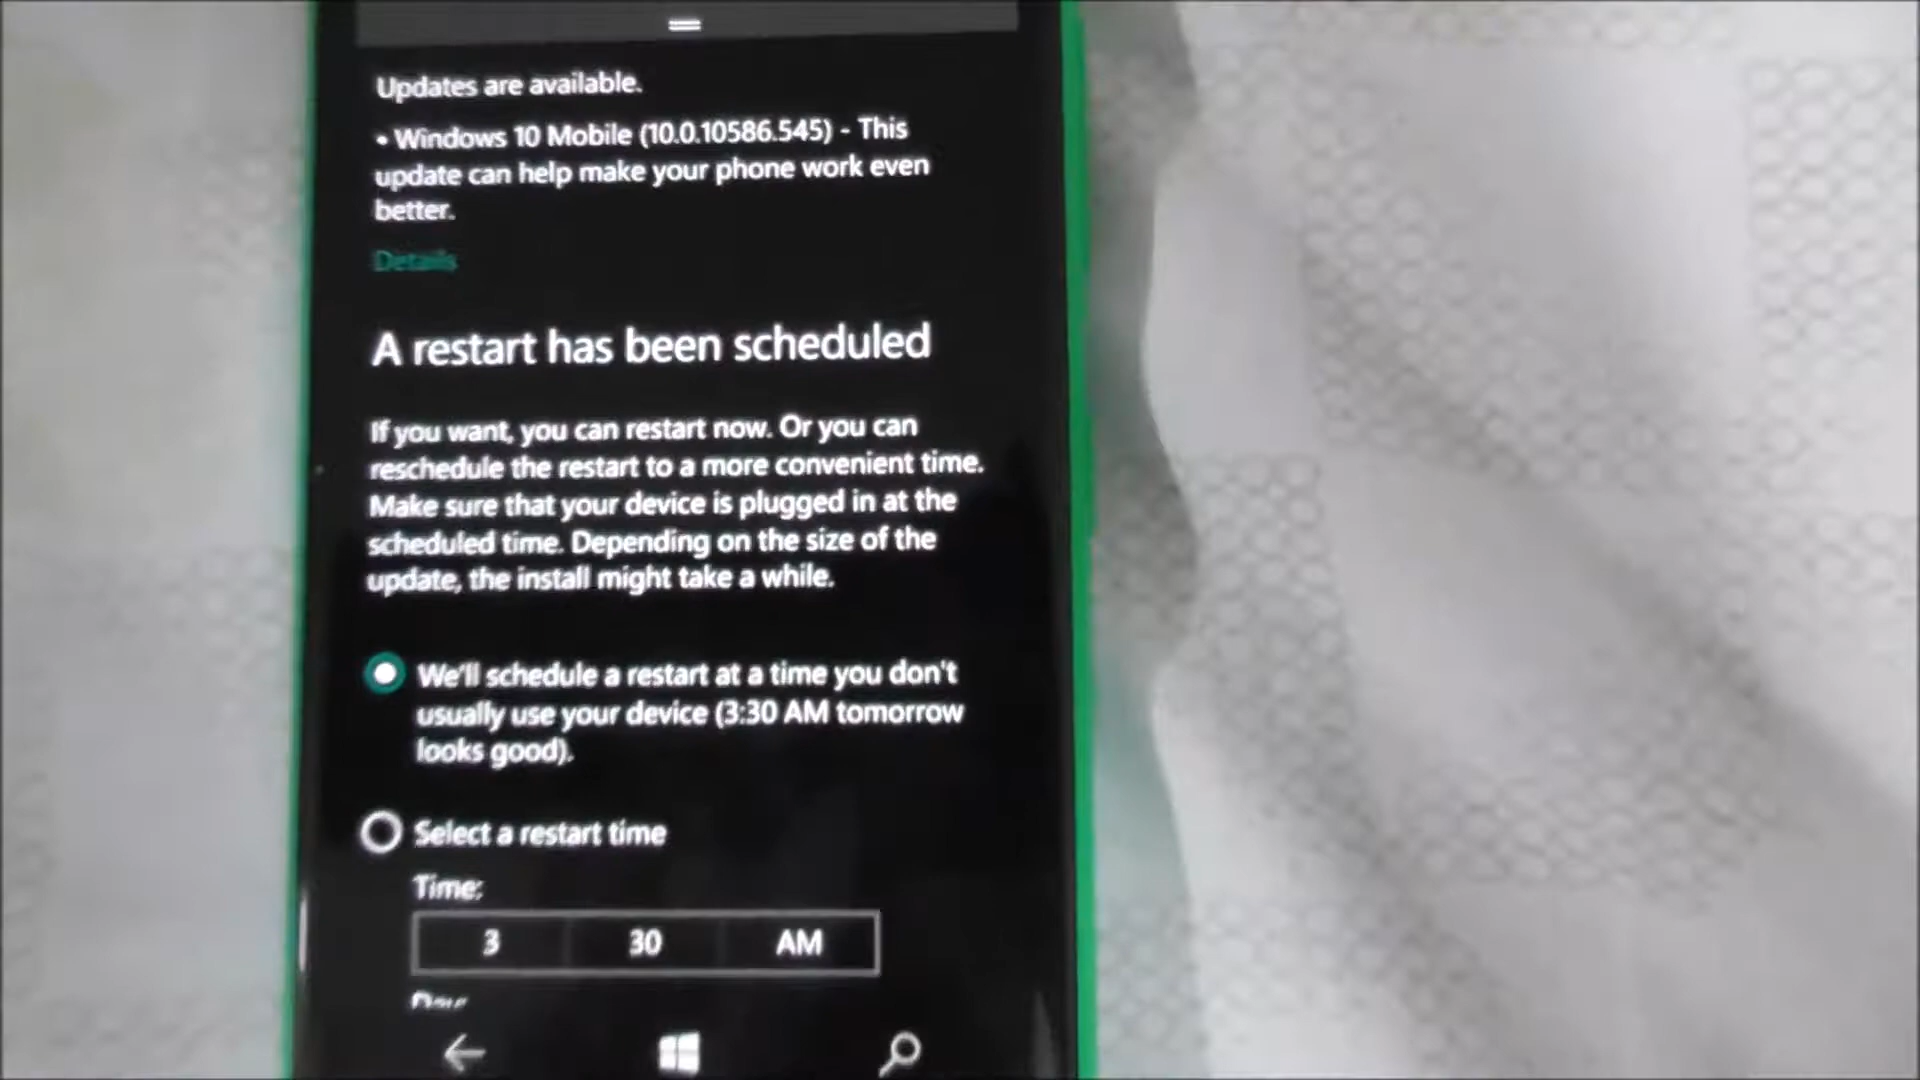 Updates are available.
• Windows 10 Mobile (10.0.10586.545) - This
update can help make your phone work even
better.
Details
A restart has been scheduled
If you want, you can restart now. Or you can
reschedule the restart to a more convenient time.
Make sure that your device is plugged in at the
scheduled time. Depending on the size of the
update, the install might take a while.
We'll schedule a restart at a time you don't
usually use your device (3:30 AM tomorrow
looks good).
Select a restart time
Time:
3 30 AM